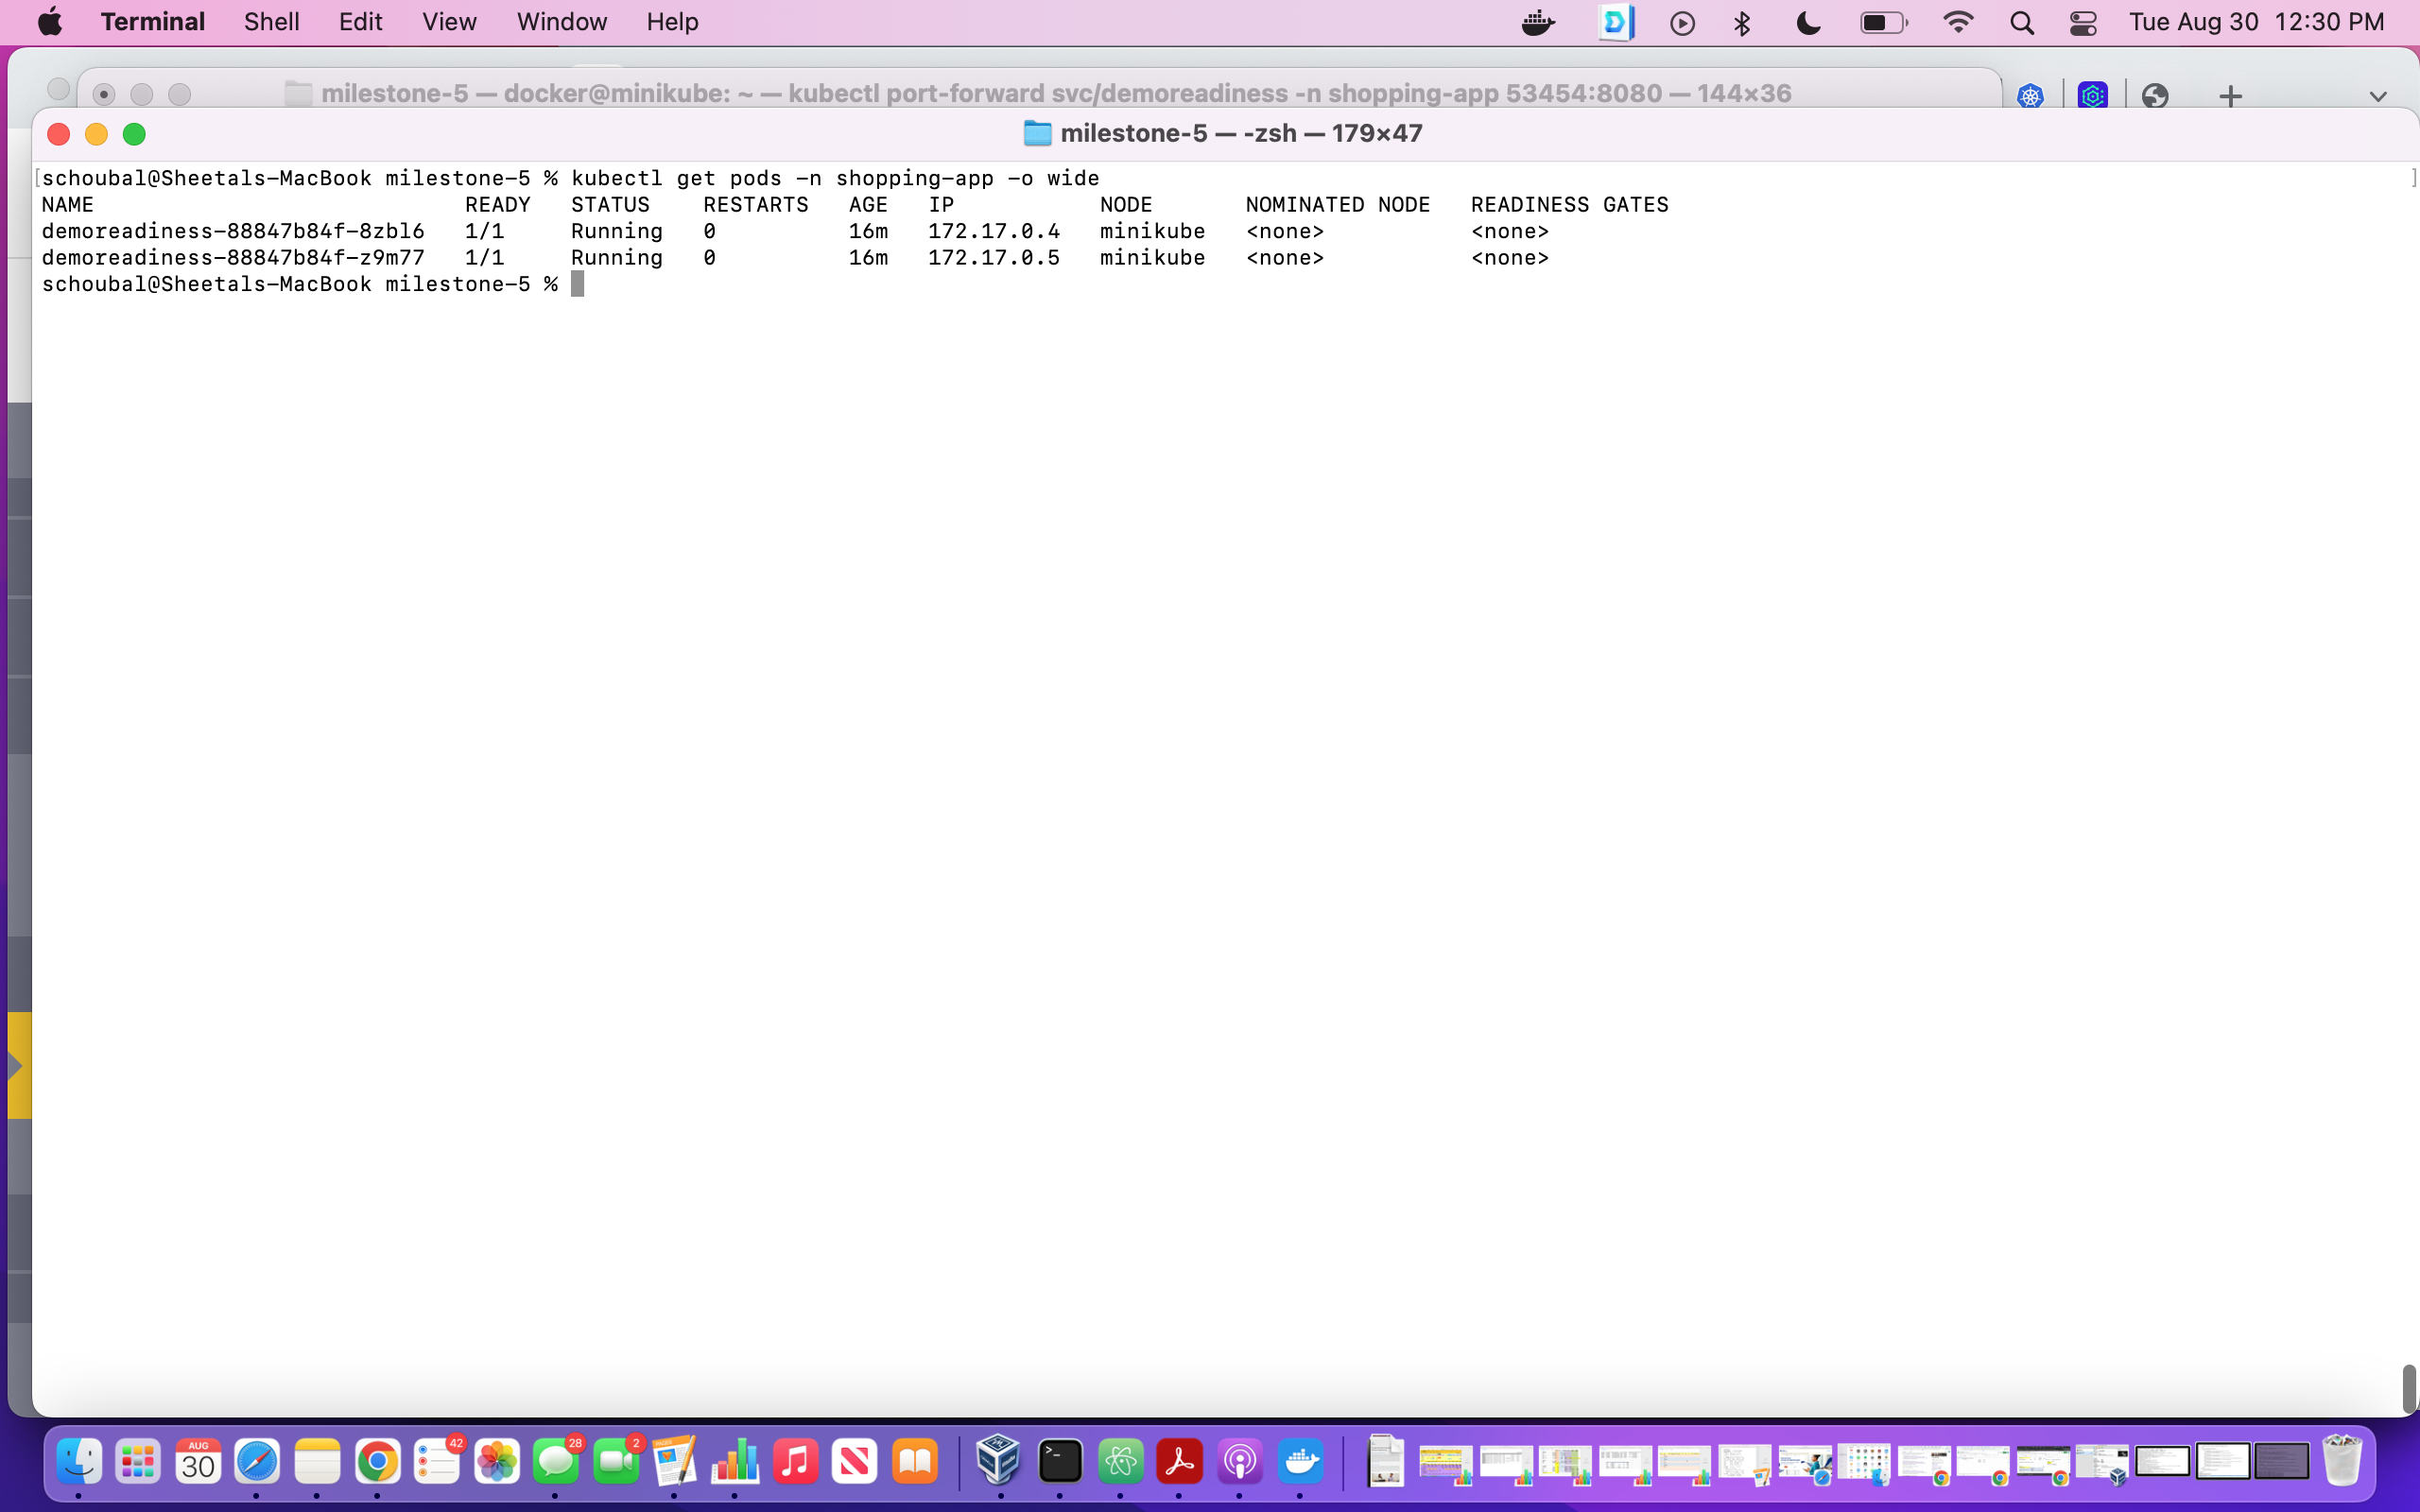 Terminal Shell Edit View Window Help Tue Aug 30 12:30 PM
milestone-5 — docker@minikube: ~ — kubectl port-forward svc/demoreadiness -n shopping-app 53454:8080 — 144×36
milestone-5 — -zsh — 179×47
[schoubal@Sheetals-MacBook milestone-5 % kubectl get pods -n shopping-app -o wide ]
NAME READY STATUS RESTARTS AGE IP NODE NOMINATED NODE READINESS GATES
demoreadiness-88847b84f-8zbl6 1/1 Running 0 16m 172.17.0.4 minikube <none> <none>
demoreadiness-88847b84f-z9m77 1/1 Running 0 16m 172.17.0.5 minikube <none> <none>
schoubal@Sheetals-MacBook milestone-5 %
AUG
30
42
28
2